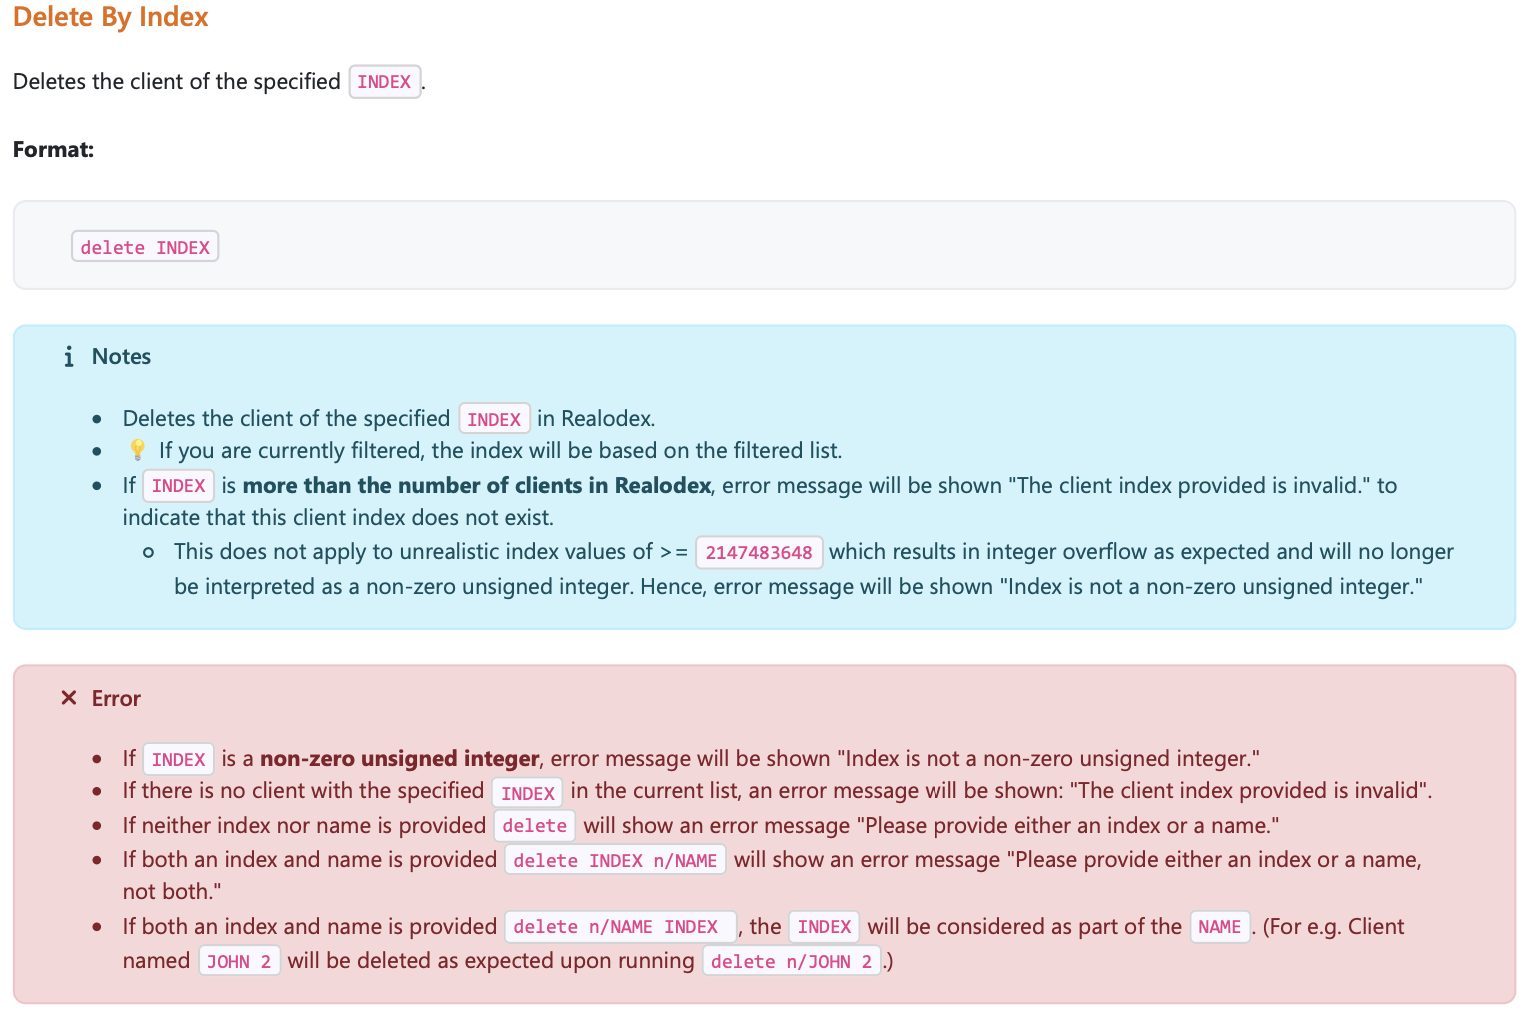 Delete By Index
Deletes the client of the specified INDEX.
Format:
delete INDEX
Notes
Deletes the client of the specified INDEX in Realodex.
💡 If you are currently filtered, the index will be based on the filtered list.
If INDEX is more than the number of clients in Realodex, error message will be shown "The client index provided is invalid." to
indicate that this client index does not exist.
This does not apply to unrealistic index values of >= 2147483648 which results in integer overflow as expected and will no longer
be interpreted as a non-zero unsigned integer. Hence, error message will be shown "Index is not a non-zero unsigned integer."
Error
If INDEX is a non-zero unsigned integer, error message will be shown "Index is not a non-zero unsigned integer."
If there is no client with the specified INDEX in the current list, an error message will be shown: "The client index provided is invalid".
If neither index nor name is provided delete will show an error message "Please provide either an index or a name."
If both an index and name is provided delete INDEX n/NAME will show an error message "Please provide either an index or a name,
not both."
If both an index and name is provided delete n/NAME INDEX , the INDEX will be considered as part of the NAME. (For e.g. Client
named JOHN 2 will be deleted as expected upon running delete n/JOHN 2.)